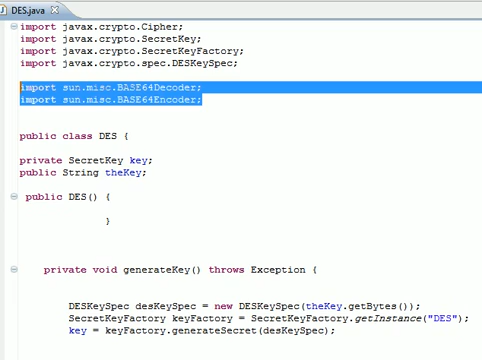 DES.java
import javax.crypto.Cipher;
import javax.crypto.SecretKey;
import javax.crypto.SecretKeyFactory;
import javax.crypto.spec.DESKeySpec;
import sun.misc.BASE64Decoder;
import sun.misc.BASE64Encoder;
public class DES {
private SecretKey key;
public String theKey;
public DES() {
}
private void generateKey() throws Exception {
DESKeySpec desKeySpec = new DESKeySpec(theKey.getBytes());
SecretKeyFactory keyFactory = SecretKeyFactory.getInstance("DES");
key = keyFactory.generateSecret(desKeySpec);